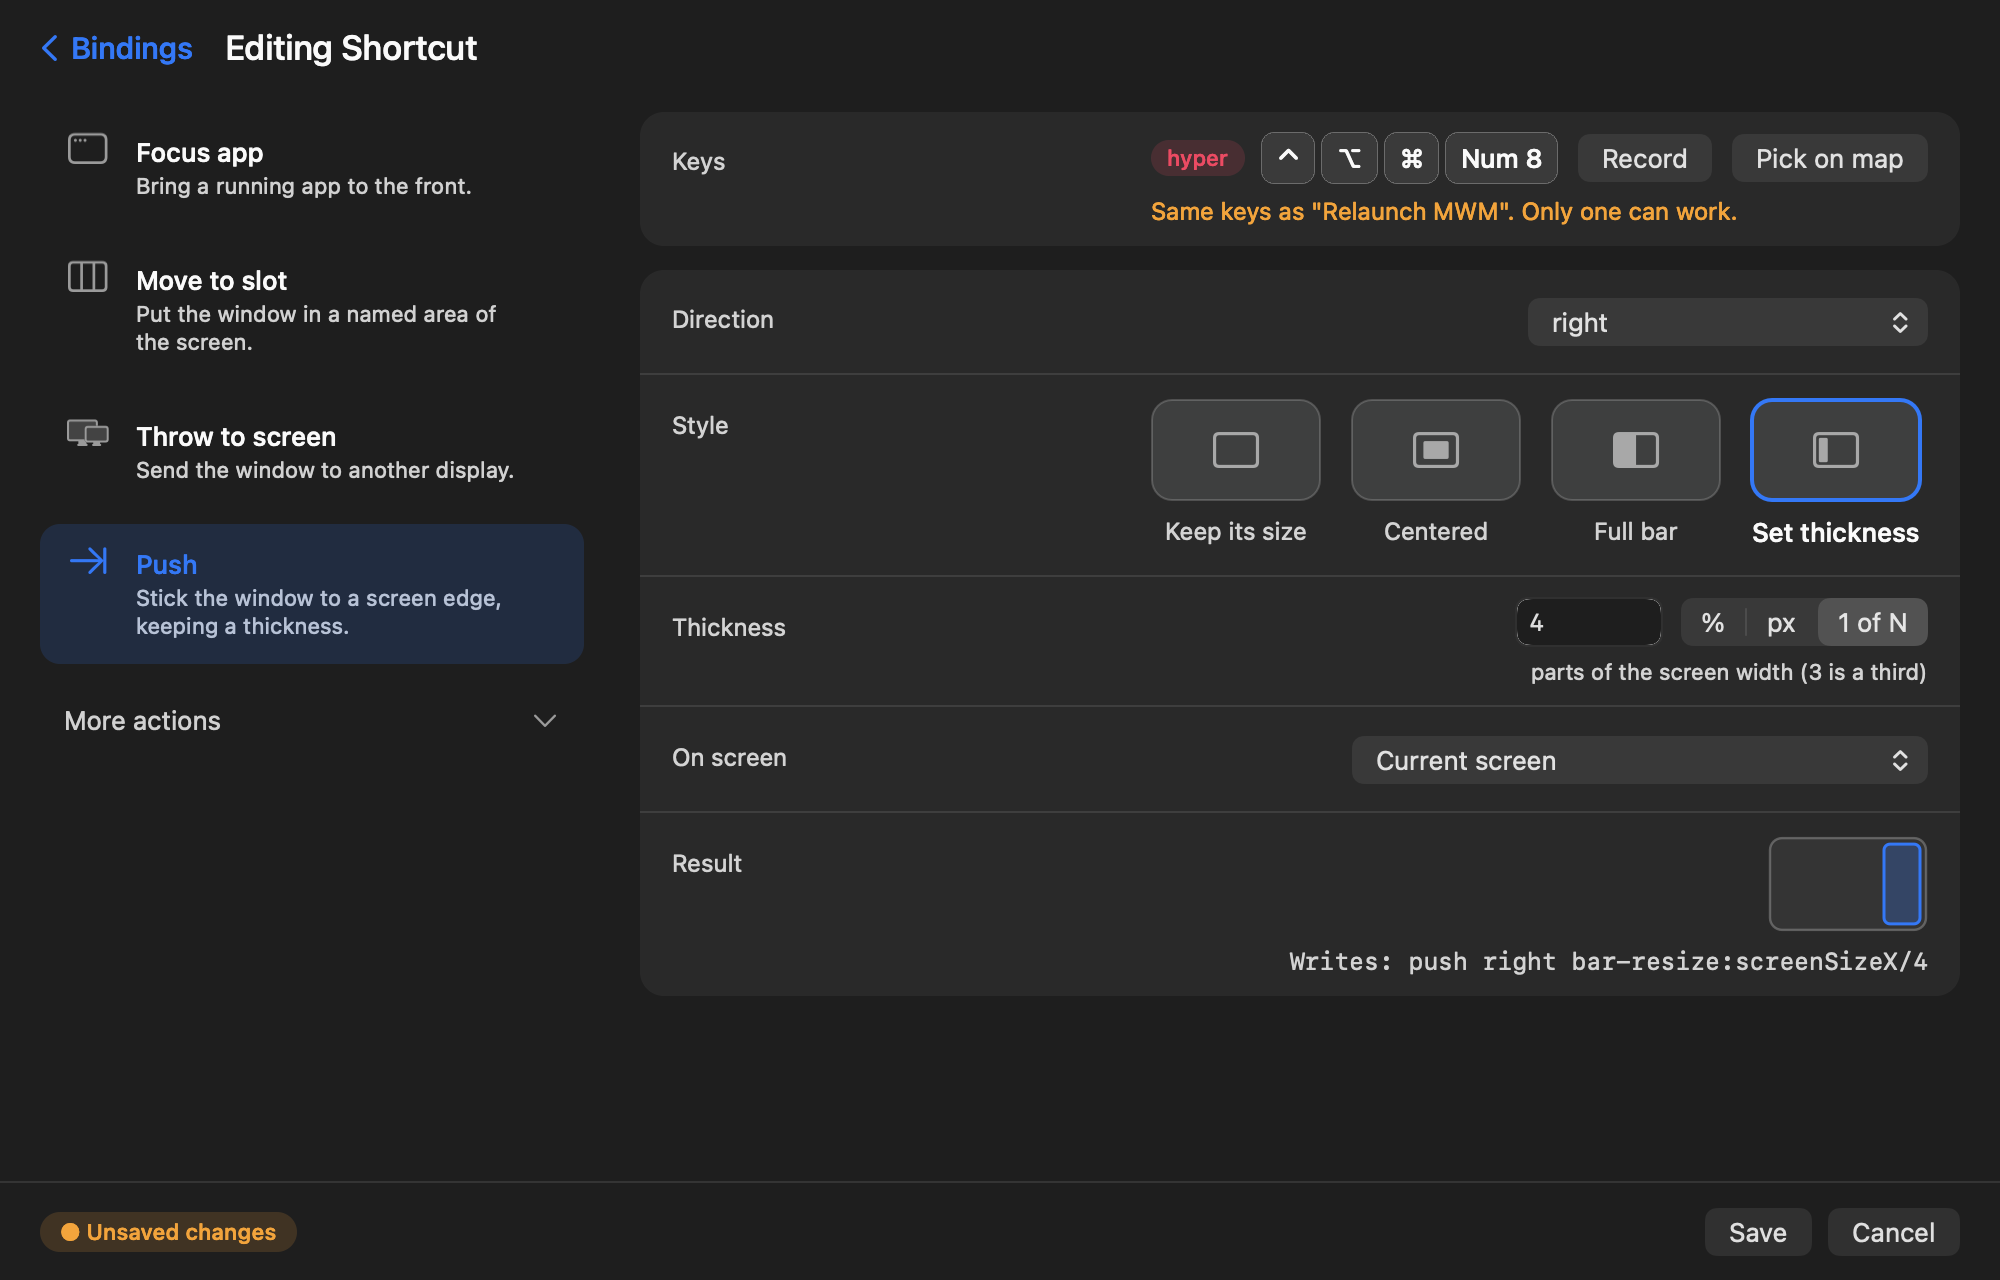 Bindings Editing Shortcut
Focus app
Bring a running app to the front.
Move to slot
Put the window in a named area of
the screen.
Throw to screen
Send the window to another display.
Push
Stick the window to a screen edge,
keeping a thickness.
More actions
Keys hyper ^ ⌥ ⌘ Num 8 Record Pick on map
Same keys as "Relaunch MWM". Only one can work.
Direction right
Style
Keep its size Centered Full bar Set thickness
Thickness 4 % px 1 of N
parts of the screen width (3 is a third)
On screen Current screen
Result
Writes: push right bar-resize:screenSizeX/4
Unsaved changes Save Cancel